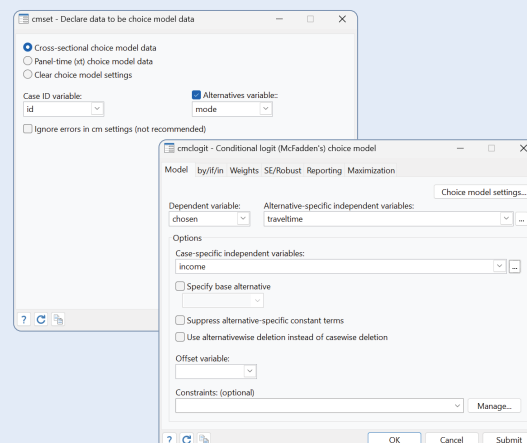 cmset - Declare data to be choice model data
Cross-sectional choice model data
Panel-time (xt) choice model data
Clear choice model settings
Case ID variable:
Alternatives variable::
id
mode
Ignore errors in cm settings (not recommended)
cmclogit - Conditional logit (McFadden's) choice model
Model by/if/in Weights SE/Robust Reporting Maximization
Choice model settings...
Dependent variable:
Alternative-specific independent variables:
chosen
traveltime
...
Options
Case-specific independent variables:
income
...
Specify base alternative
Suppress alternative-specific constant terms
Use alternativewise deletion instead of casewise deletion
Offset variable:
Constraints: (optional)
Manage...
?
?
OK
Cancel
Submit